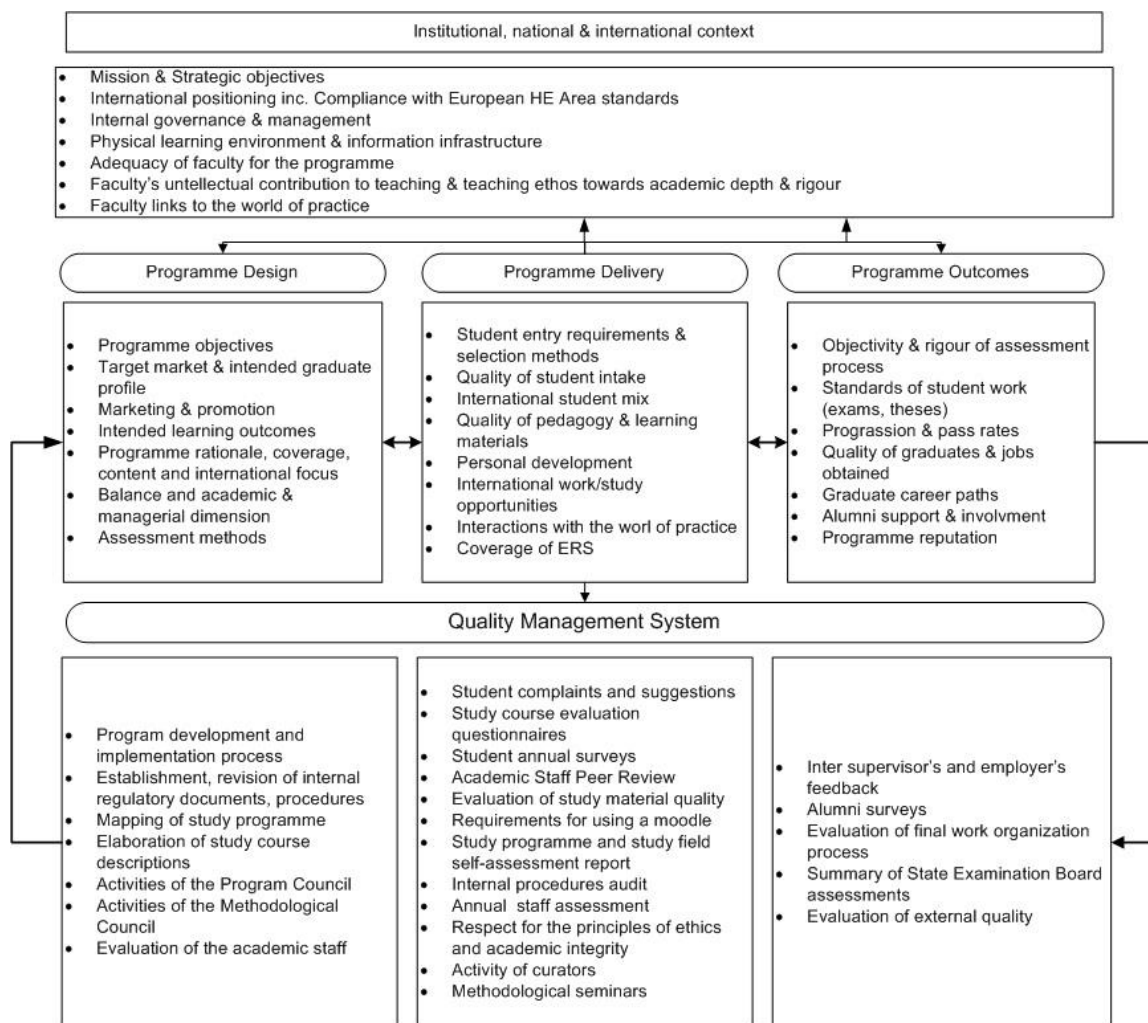 Institutional, national & international context
• Mission & Strategic objectives
• International positioning inc. Compliance with European HE Area standards
• Internal governance & management
• Physical learning environment & information infrastructure
• Adequacy of faculty for the programme
• Faculty's untellectual contribution to teaching & teaching ethos towards academic depth & rigour
• Faculty links to the world of practice
Programme Design
• Programme objectives
• Target market & intended graduate
profile
• Marketing & promotion
• Intended learning outcomes
• Programme rationale, coverage,
content and international focus
• Balance and academic &
managerial dimension
• Assessment methods
Programme Delivery
• Student entry requirements &
selection methods
• Quality of student intake
• International student mix
• Quality of pedagogy & learning
materials
• Personal development
• International work/study
opportunities
• Interactions with the worl of practice
• Coverage of ERS
Programme Outcomes
• Objectivity & rigour of assessment
process
• Standards of student work
(exams, theses)
• Prograssion & pass rates
• Quality of graduates & jobs
obtained
• Graduate career paths
• Alumni support & involvment
• Programme reputation
Quality Management System
• Program development and
implementation process
• Establishment, revision of internal
regulatory documents, procedures
• Mapping of study programme
• Elaboration of study course
descriptions
• Activities of the Program Council
• Activities of the Methodological
Council
• Evaluation of the academic staff
• Student complaints and suggestions
• Study course evaluation
questionnaires
• Student annual surveys
• Academic Staff Peer Review
• Evaluation of study material quality
• Requirements for using a moodle
• Study programme and study field
self-assessment report
• Internal procedures audit
• Annual staff assessment
• Respect for the principles of ethics
and academic integrity
• Activity of curators
• Methodological seminars
• Inter supervisor's and employer's
feedback
• Alumni surveys
• Evaluation of final work organization
process
• Summary of State Examination Board
assessments
• Evaluation of external quality